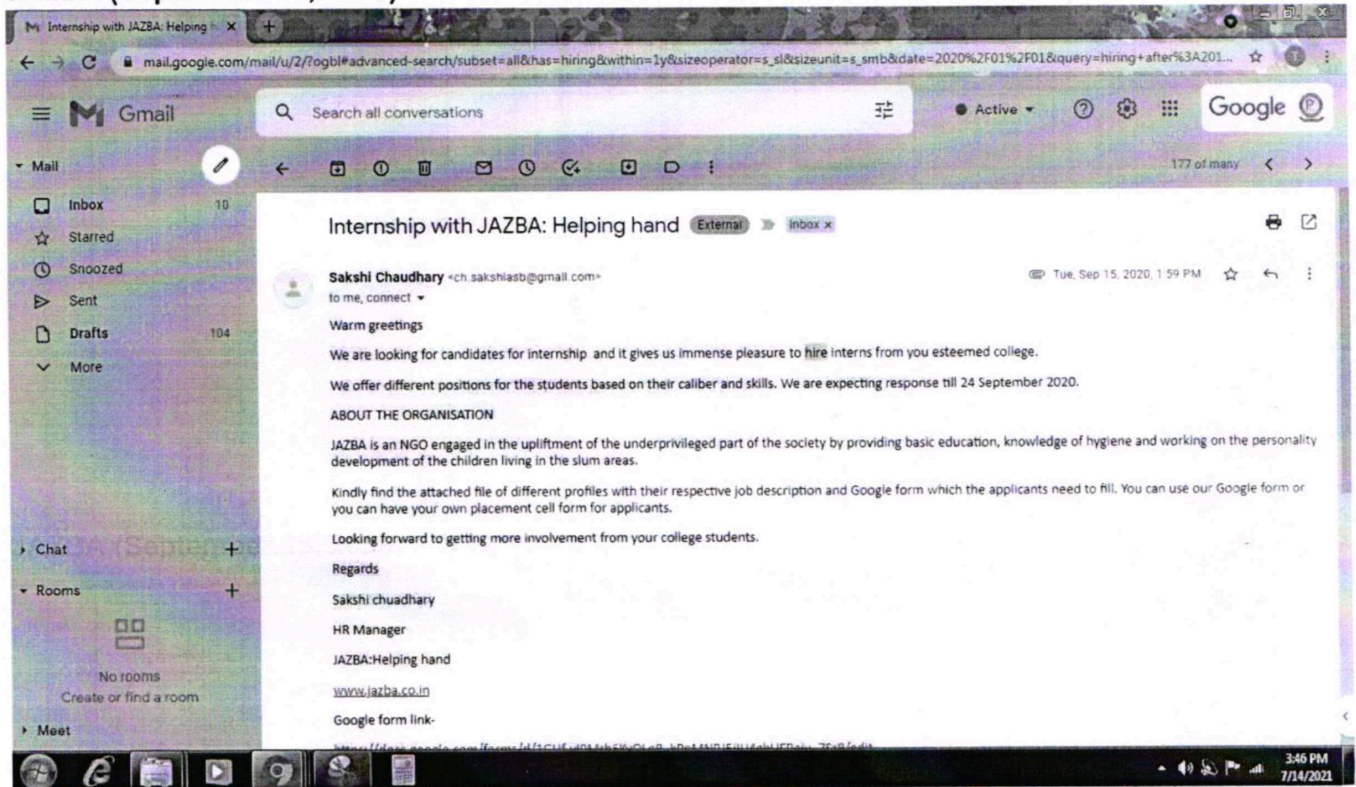 Internship with JAZBA: Helping
mail.google.com/mail/u/2/?ogbl#advanced-search/subset=all&has=hiring&within=1y&sizeoperator=s_sl&sizeunit=s_smb&date=2020%2F01%2F01&query=hiring+after%3A201...
Gmail
Search all conversations
Active
Google
Mail
177 of many
Inbox 10
Starred
Snoozed
Sent
Drafts 104
More
Chat
Rooms
No rooms
Create or find a room
Meet
Internship with JAZBA: Helping hand External Inbox x
Sakshi Chaudhary <ch.sakshiasb@gmail.com>
Tue, Sep 15, 2020, 1:59 PM
to me, connect
Warm greetings
We are looking for candidates for internship and it gives us immense pleasure to hire interns from you esteemed college.
We offer different positions for the students based on their caliber and skills. We are expecting response till 24 September 2020.
ABOUT THE ORGANISATION
JAZBA is an NGO engaged in the upliftment of the underprivileged part of the society by providing basic education, knowledge of hygiene and working on the personality
development of the children living in the slum areas.
Kindly find the attached file of different profiles with their respective job description and Google form which the applicants need to fill. You can use our Google form or
you can have your own placement cell form for applicants.
Looking forward to getting more involvement from your college students.
Regards
Sakshi chuadhary
HR Manager
JAZBA:Helping hand
www.jazba.co.in
Google form link-
3:46 PM
7/14/2021